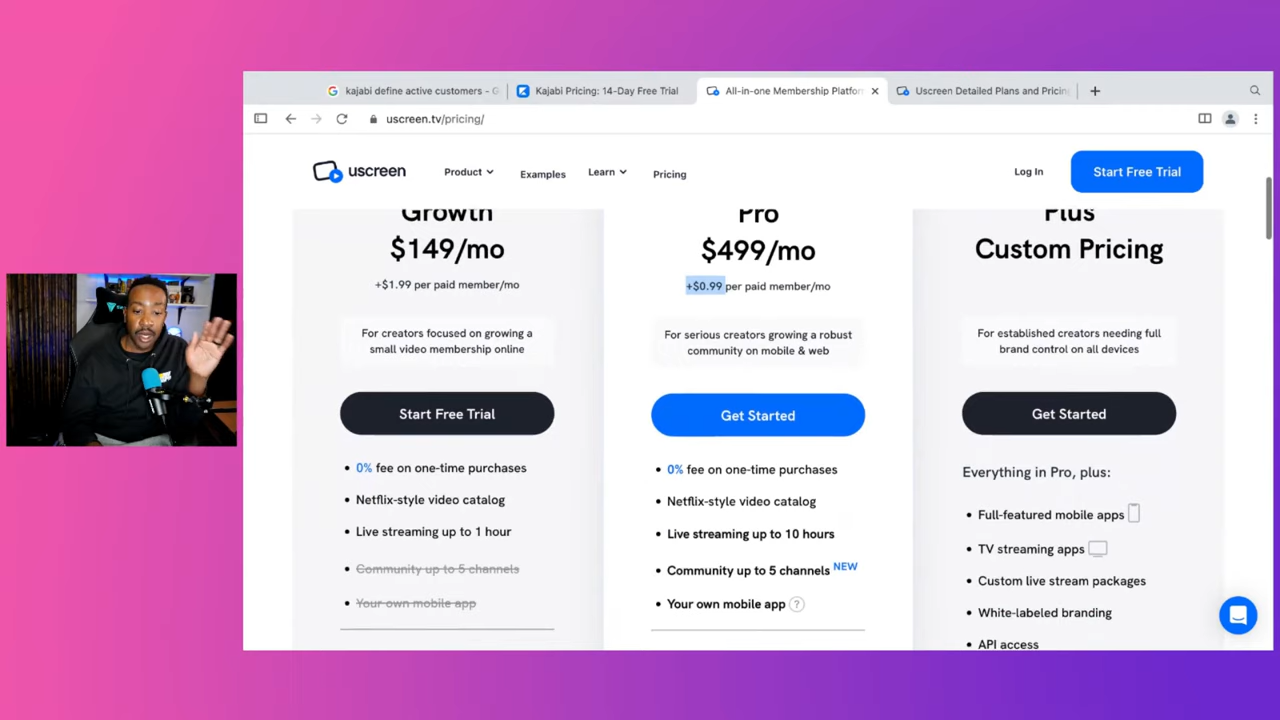 kajabi define active customers - G
Kajabi Pricing: 14-Day Free Trial
All-in-one Membership Platfor
Uscreen Detailed Plans and Pricing
uscreen.tv/pricing/
uscreen
Product
Examples
Learn
Pricing
Log In
Start Free Trial
Growth
$149/mo
+$1.99 per paid member/mo
For creators focused on growing a
small video membership online
Start Free Trial
• 0% fee on one-time purchases
• Netflix-style video catalog
• Live streaming up to 1 hour
• Community up to 5 channels
• Your own mobile app
Pro
$499/mo
+$0.99 per paid member/mo
For serious creators growing a robust
community on mobile & web
Get Started
• 0% fee on one-time purchases
• Netflix-style video catalog
• Live streaming up to 10 hours
• Community up to 5 channels NEW
• Your own mobile app ?
Plus
Custom Pricing
For established creators needing full
brand control on all devices
Get Started
Everything in Pro, plus:
• Full-featured mobile apps
• TV streaming apps
• Custom live stream packages
• White-labeled branding
• API access